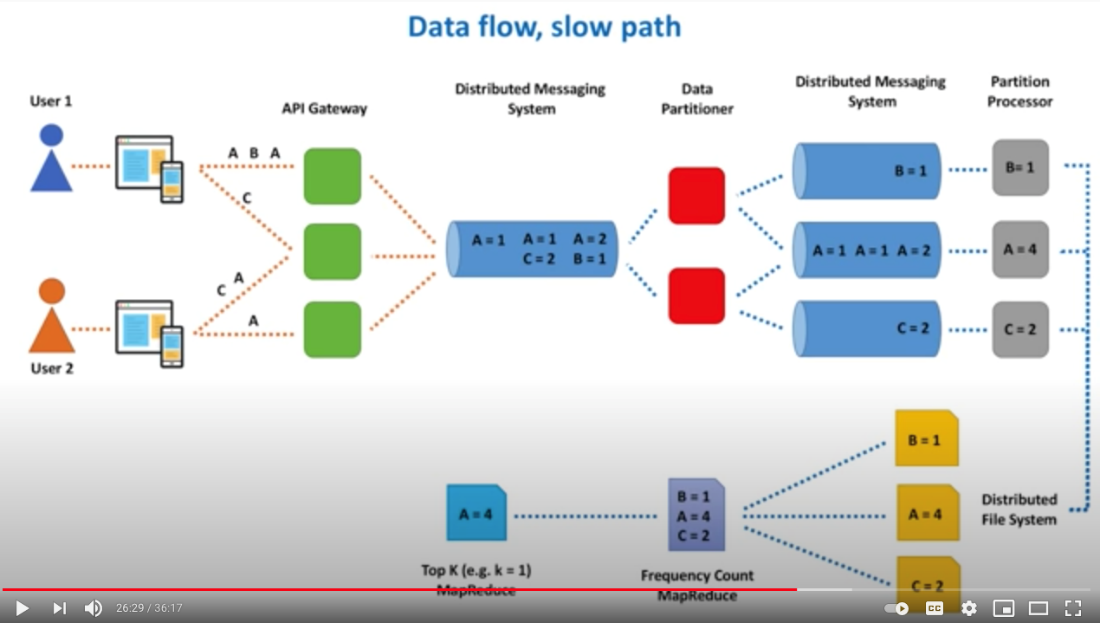 Data flow, slow path
User 1
API Gateway
Distributed Messaging
System
Data
Partitioner
Distributed Messaging
System
Partition
Processor
A B A
C
C A
A
User 2
A = 1 A = 1 A = 2
C = 2 B = 1
B = 1
A = 1 A = 1 A = 2
C = 2
B= 1
A = 4
C = 2
B = 1
A = 4
C = 2
Distributed
File System
B = 1
A = 4
C = 2
Frequency Count
MapReduce
A = 4
Top K (e.g. k = 1)
MapReduce
26:29 / 36:17
CC